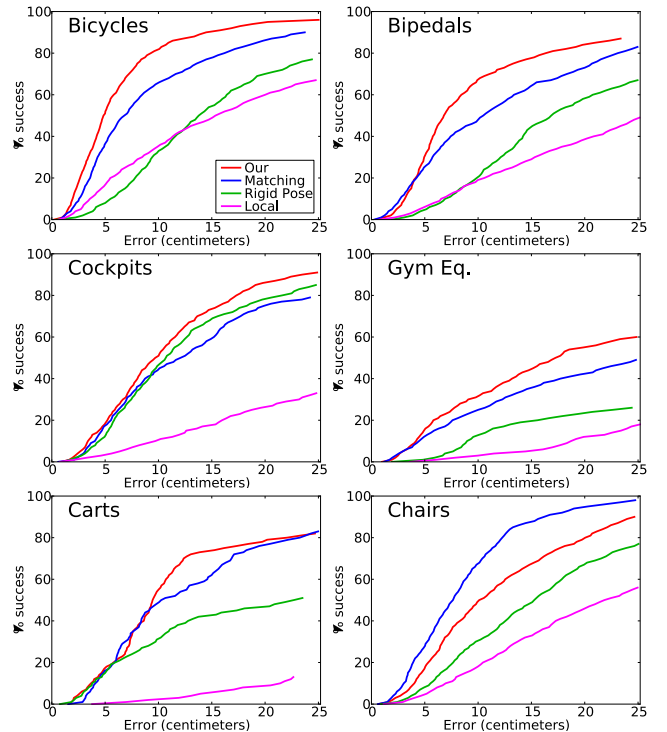 Bicycles
100
80
60
40
20
0
% success
Our
Matching
Rigid Pose
Local
0 5 10 15 20 25
Error (centimeters)
Bipedals
100
80
60
40
20
0
% success
0 5 10 15 20 25
Error (centimeters)
Cockpits
100
80
60
40
20
0
% success
0 5 10 15 20 25
Error (centimeters)
Gym Eq.
100
80
60
40
20
0
% success
0 5 10 15 20 25
Error (centimeters)
Carts
100
80
60
40
20
0
% success
0 5 10 15 20 25
Error (centimeters)
Chairs
100
80
60
40
20
0
% success
0 5 10 15 20 25
Error (centimeters)